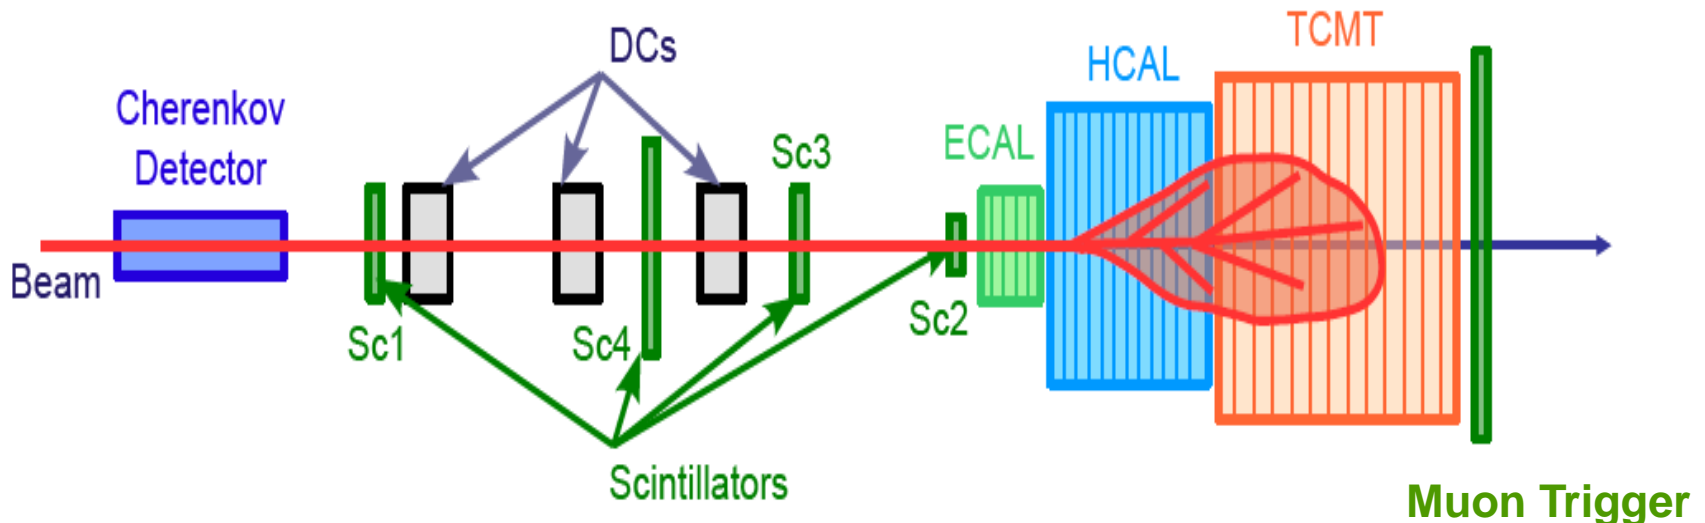 TCMT
DCs
HCAL
Cherenkov
Detector
ECAL
Sc3
Beam
Sc1
Sc4
Sc2
Scintillators
Muon Trigger